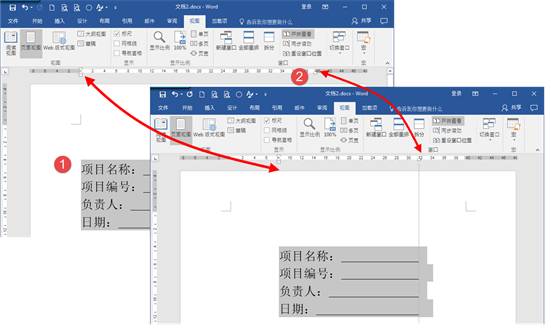 文档2.docx - Word
登录
文件
开始
插入
设计
布局
引用
邮件
审阅
视图
加载项
告诉我你想要做什么
共享
阅读视图
页面视图
Web 版式视图
大纲视图
草稿
标尺
网格线
导航窗格
显示比例
100%
单页
多页
页宽
新建窗口
全部重排
拆分
并排查看
同步滚动
重设窗口位置
切换窗口
宏
视图
显示
显示比例
窗口
宏
2
1
项目名称：
项目编号：
负责人：
日期：
文档2.docx - Word
登录
文件
开始
插入
设计
布局
引用
邮件
审阅
视图
加载项
告诉我你想要做什么
共享
阅读视图
页面视图
Web 版式视图
大纲视图
草稿
标尺
网格线
导航窗格
显示比例
100%
单页
多页
页宽
新建窗口
全部重排
拆分
并排查看
同步滚动
重设窗口位置
切换窗口
宏
视图
显示
显示比例
窗口
宏
项目名称：
项目编号：
负责人：
日期：